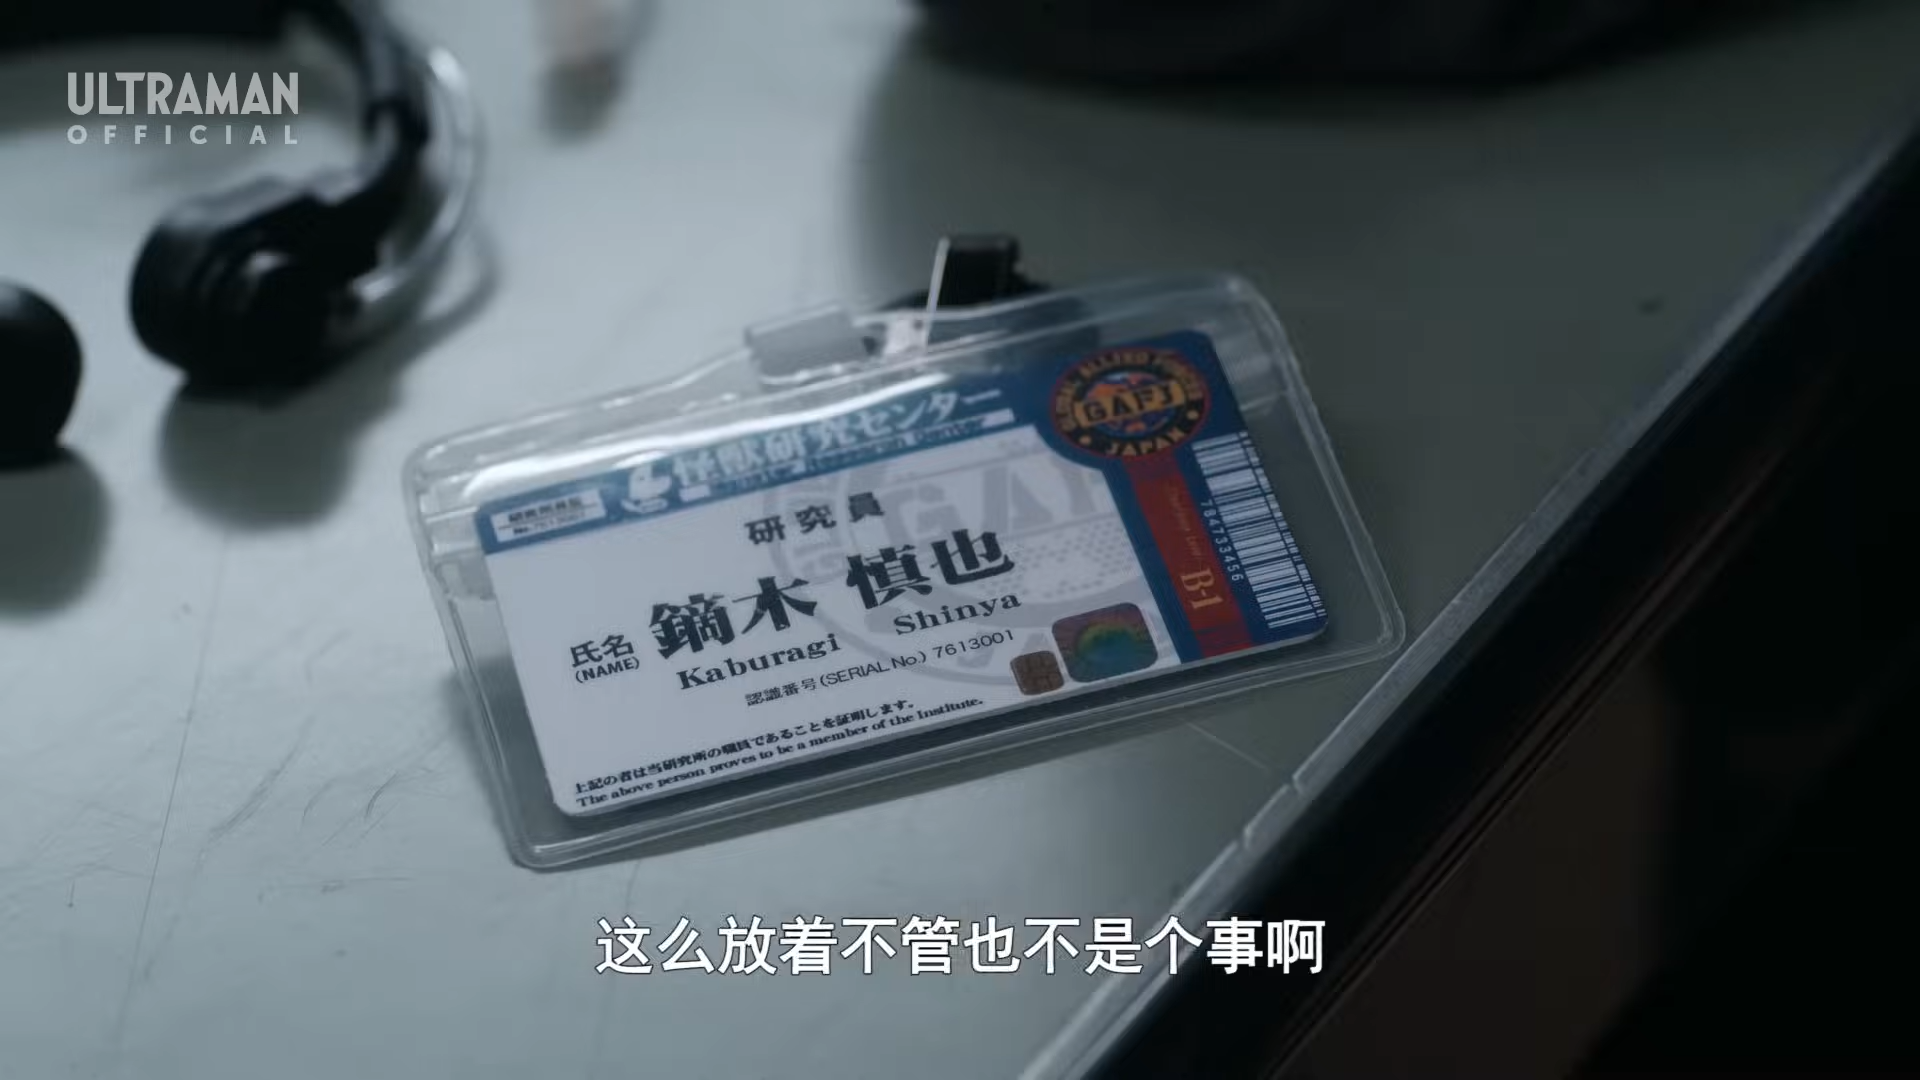 ULTRAMAN
OFFICIAL
怪獣研究センター
GLOBAL ALLIED FORCES
GAFJ
JAPAN
研究員
氏名
(NAME)
鏑木 慎也
Kaburagi Shinya
認識番号(SERIAL No.) 7613001
上記の者は当研究所の職員であることを証明します。
The above person proves to be a member of the Institute.
B-1
784733456
这么放着不管也不是个事啊